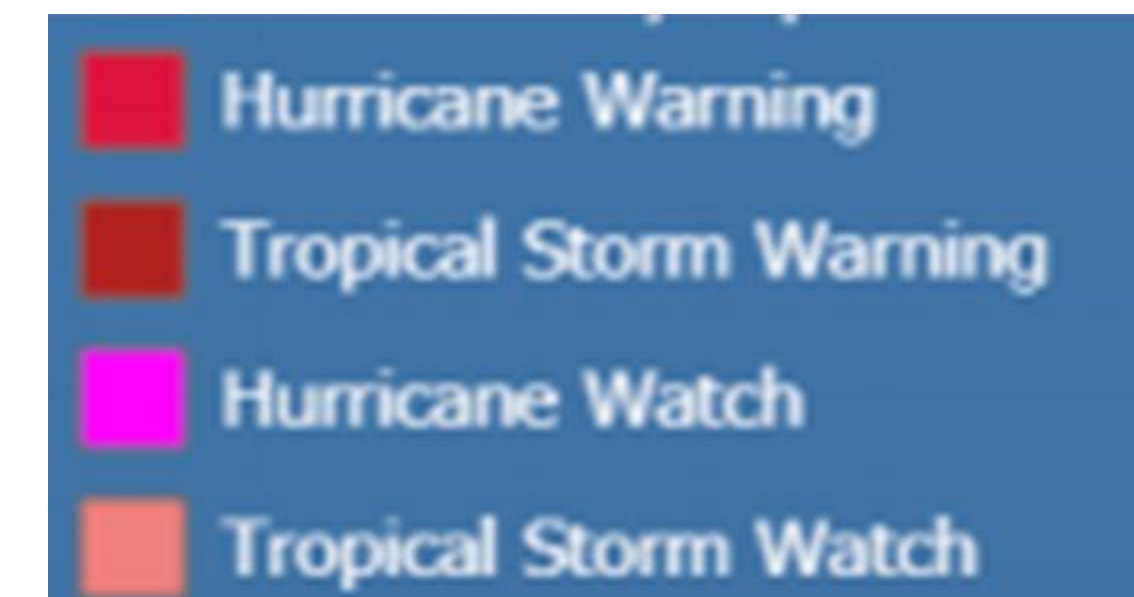 Hurricane Warning
Tropical Storm Warning
Hurricane Watch
Tropical Storm Watch